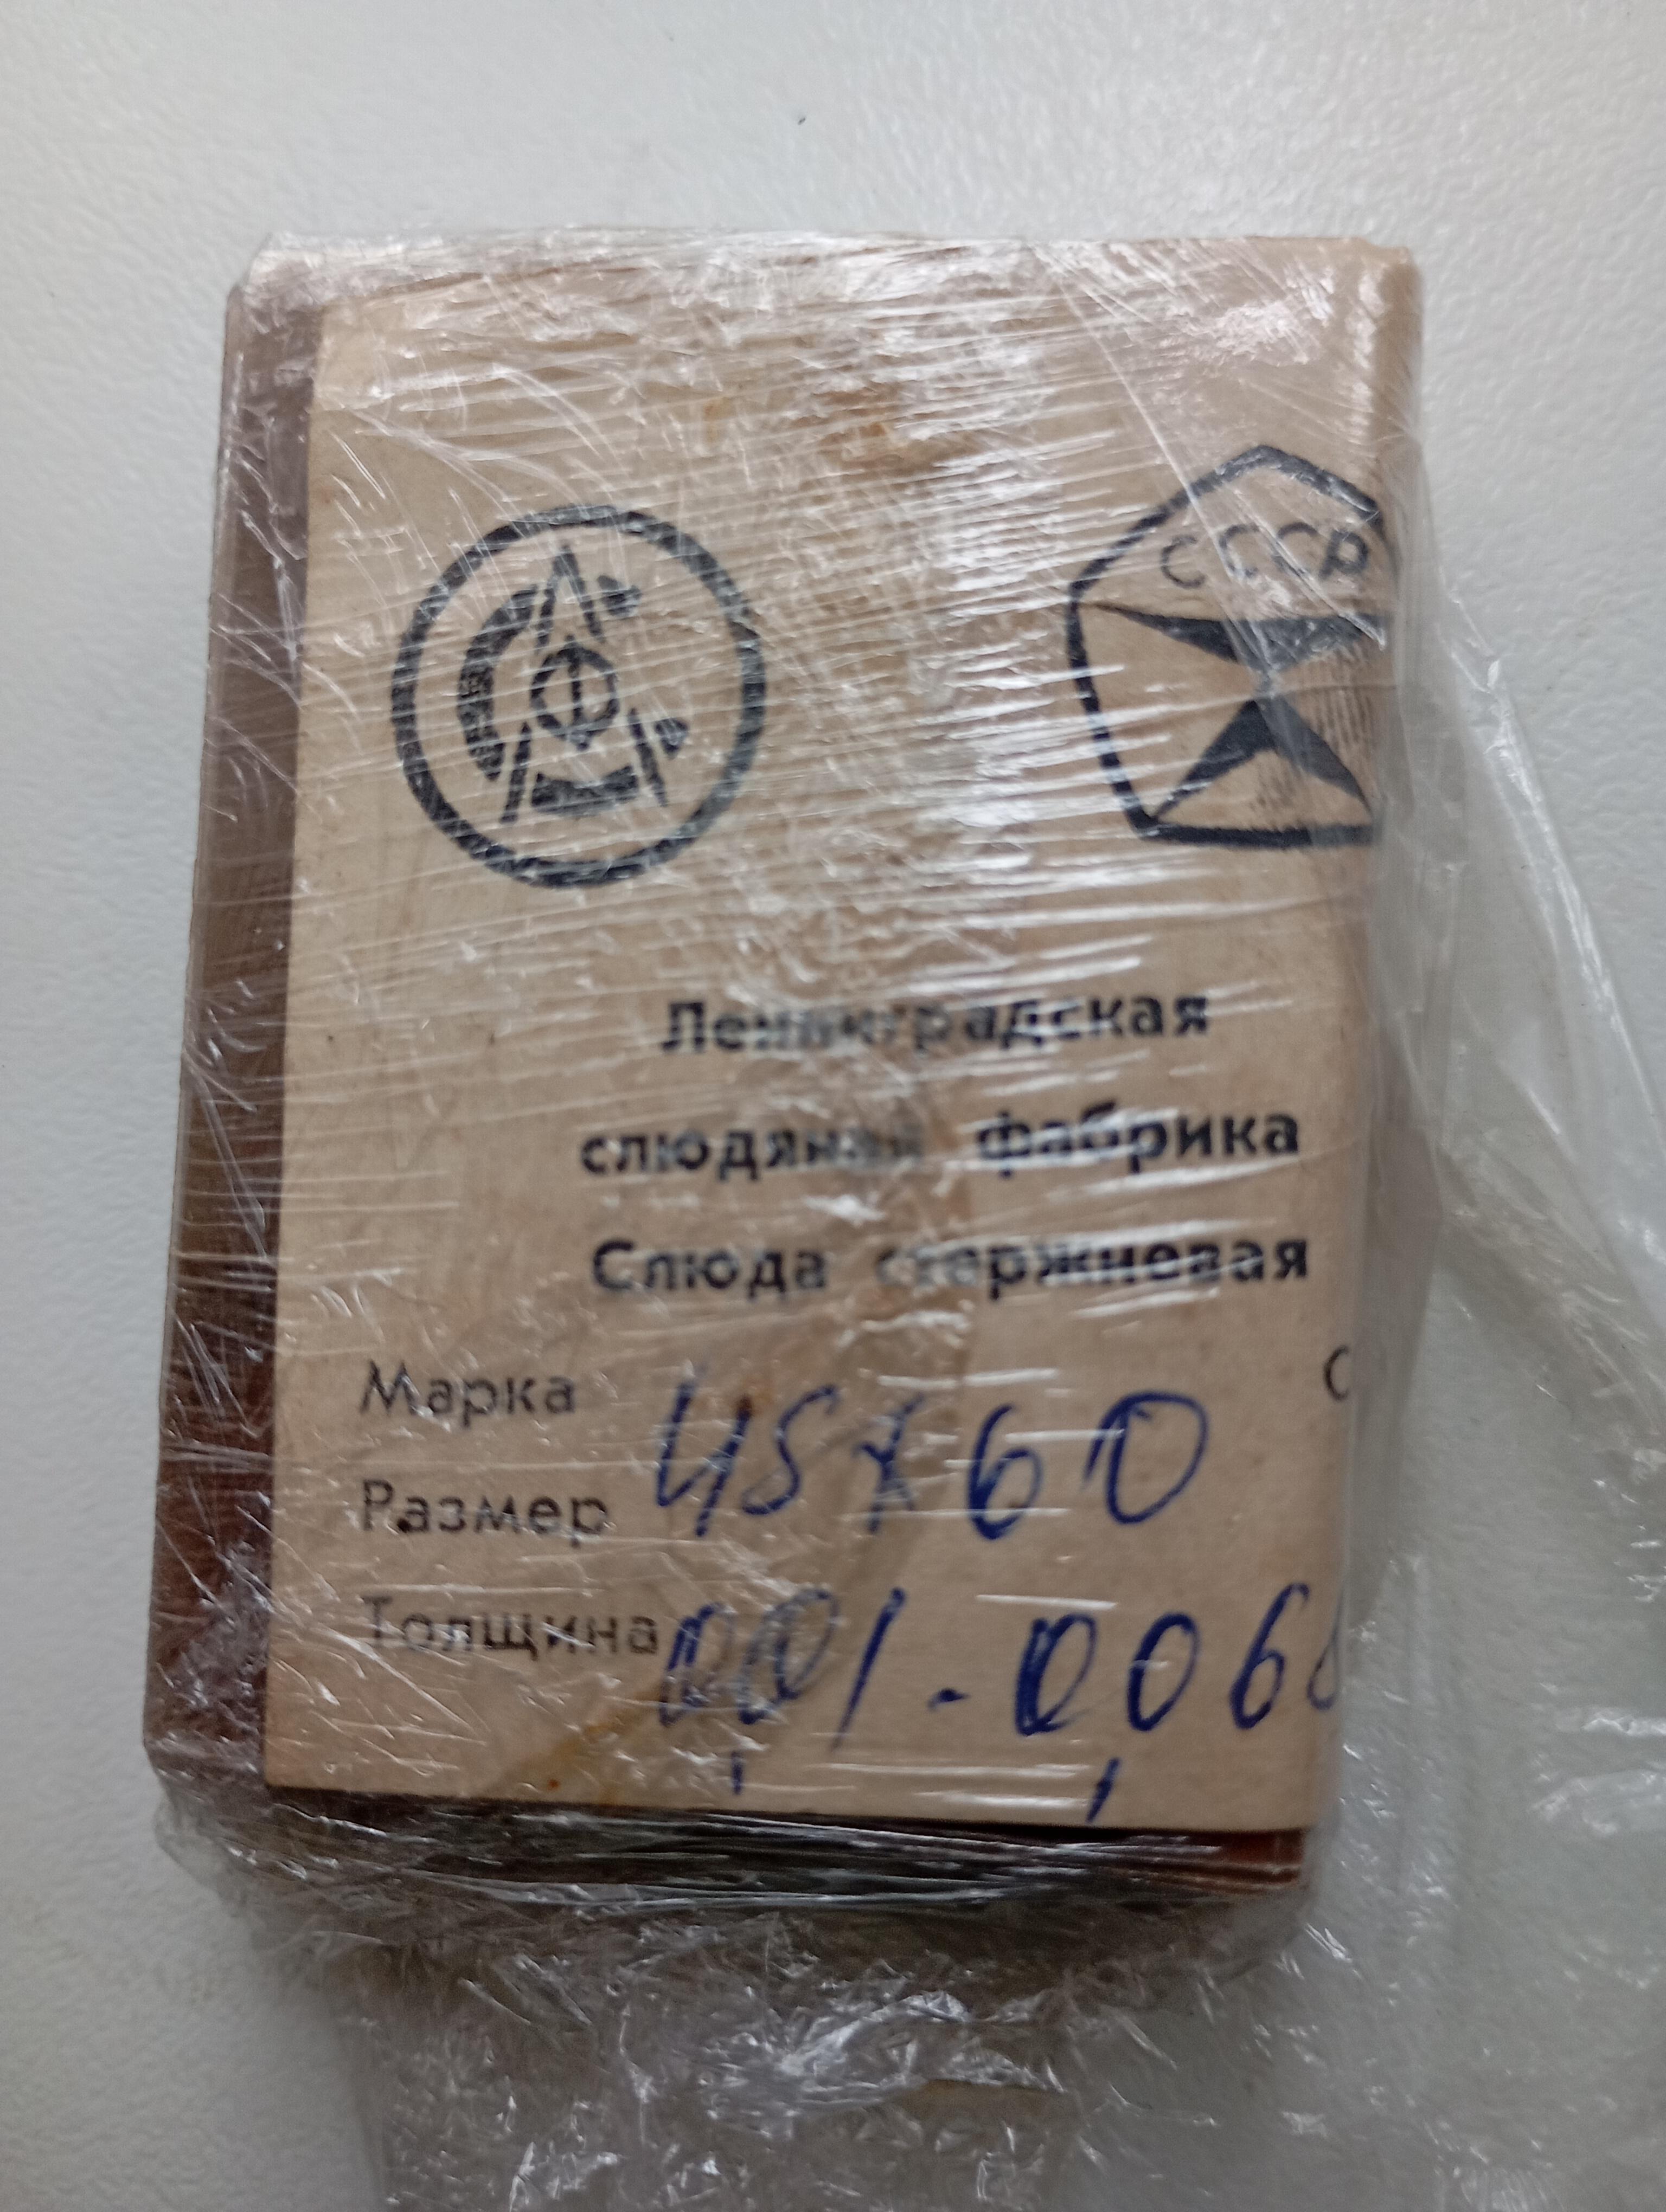 СССР
Ленинградская
слюдяная фабрика
Слюда стержневая
Марка С
Размер 45х60
Толщина 0,01-0,06